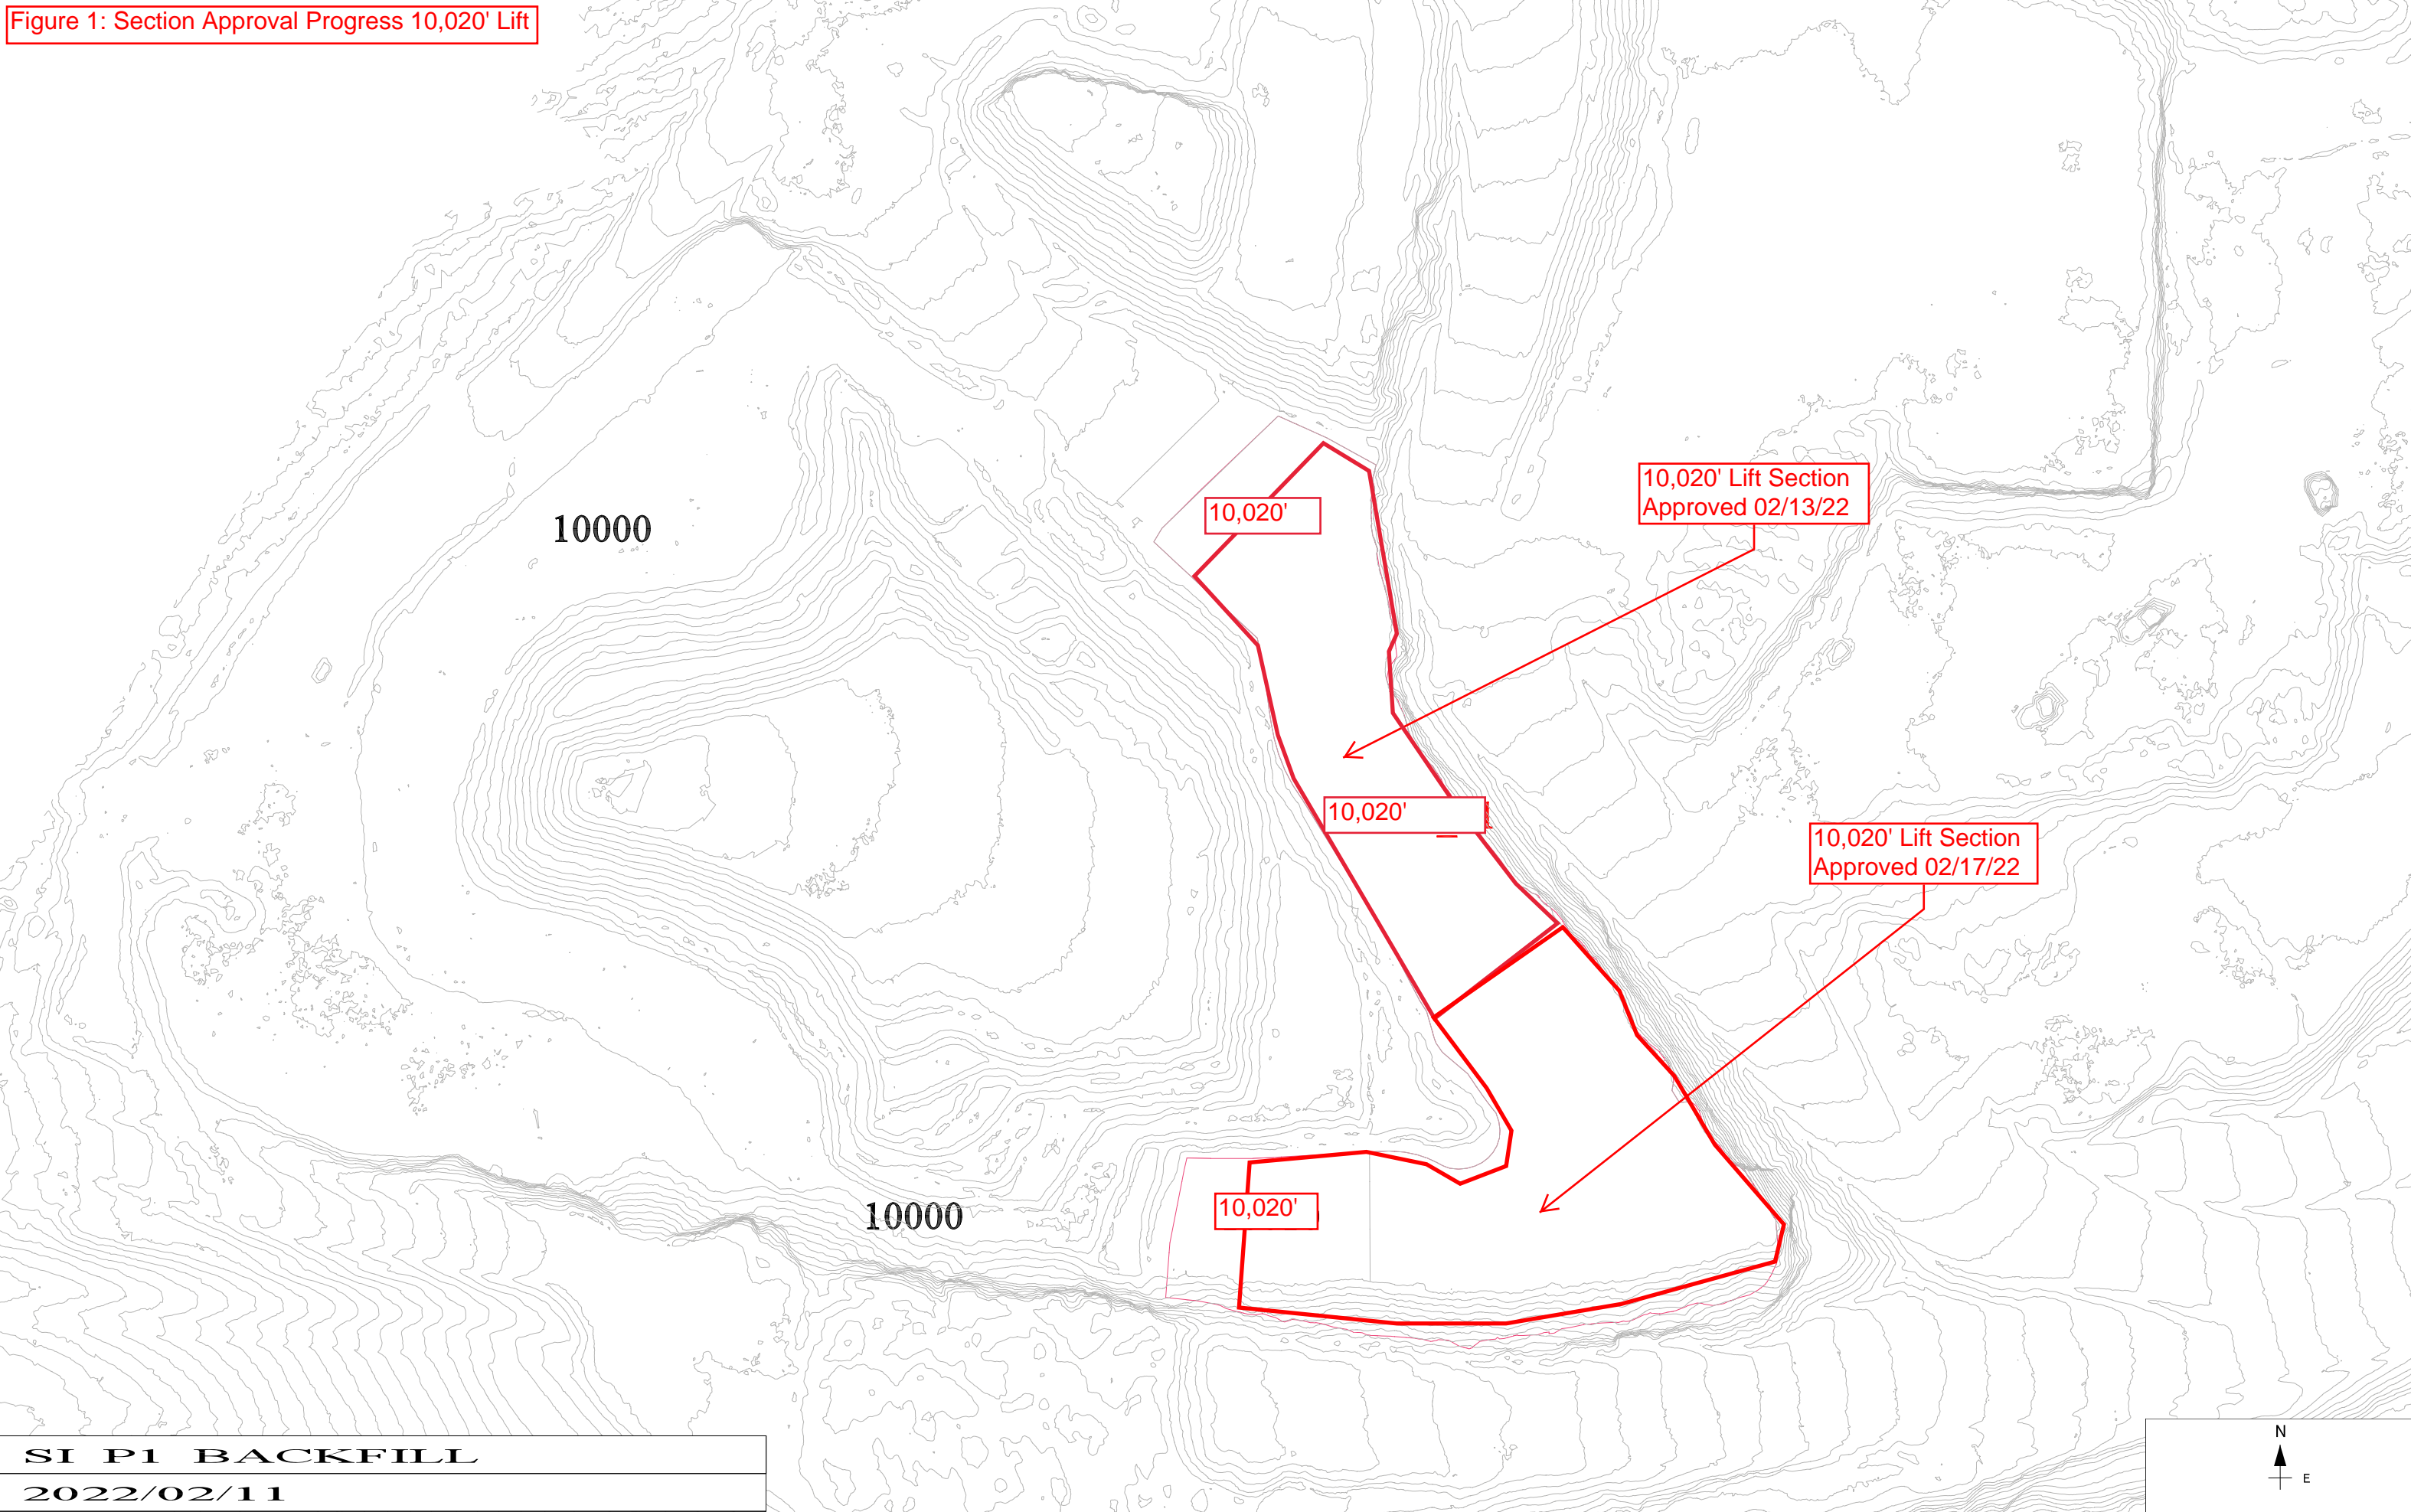 Figure 1: Section Approval Progress 10,020' Lift
10,020' Lift Section
Approved 02/13/22
10,020'
10000
10,020'
10,020' Lift Section
Approved 02/17/22
10,020'
10000
SI P1 BACKFILL
2022/02/11
N
E